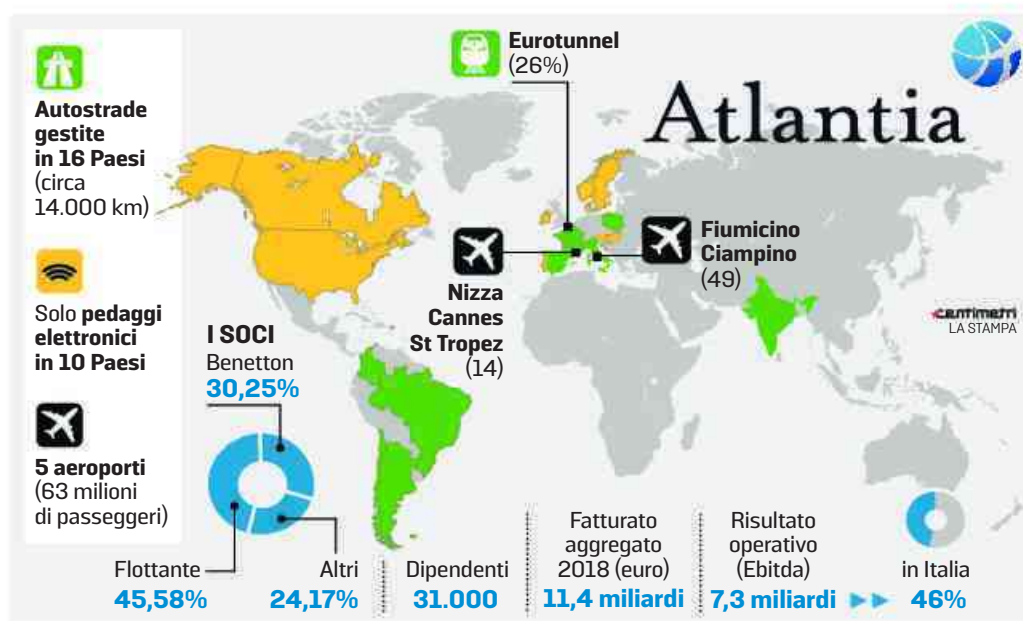 Atlantia
Autostrade
gestite
in 16 Paesi
(circa
14.000 km)
Solo pedaggi
elettronici
in 10 Paesi
5 aeroporti
(63 milioni
di passeggeri)
Eurotunnel
(26%)
Nizza
Cannes
St Tropez
(14)
Fiumicino
Ciampino
(49)
centimetri
LA STAMPA
I SOCI
Benetton
30,25%
Flottante
45,58%
Altri
24,17%
Dipendenti
31.000
Fatturato
aggregato
2018 (euro)
11,4 miliardi
Risultato
operativo
(Ebitda)
7,3 miliardi
in Italia
46%